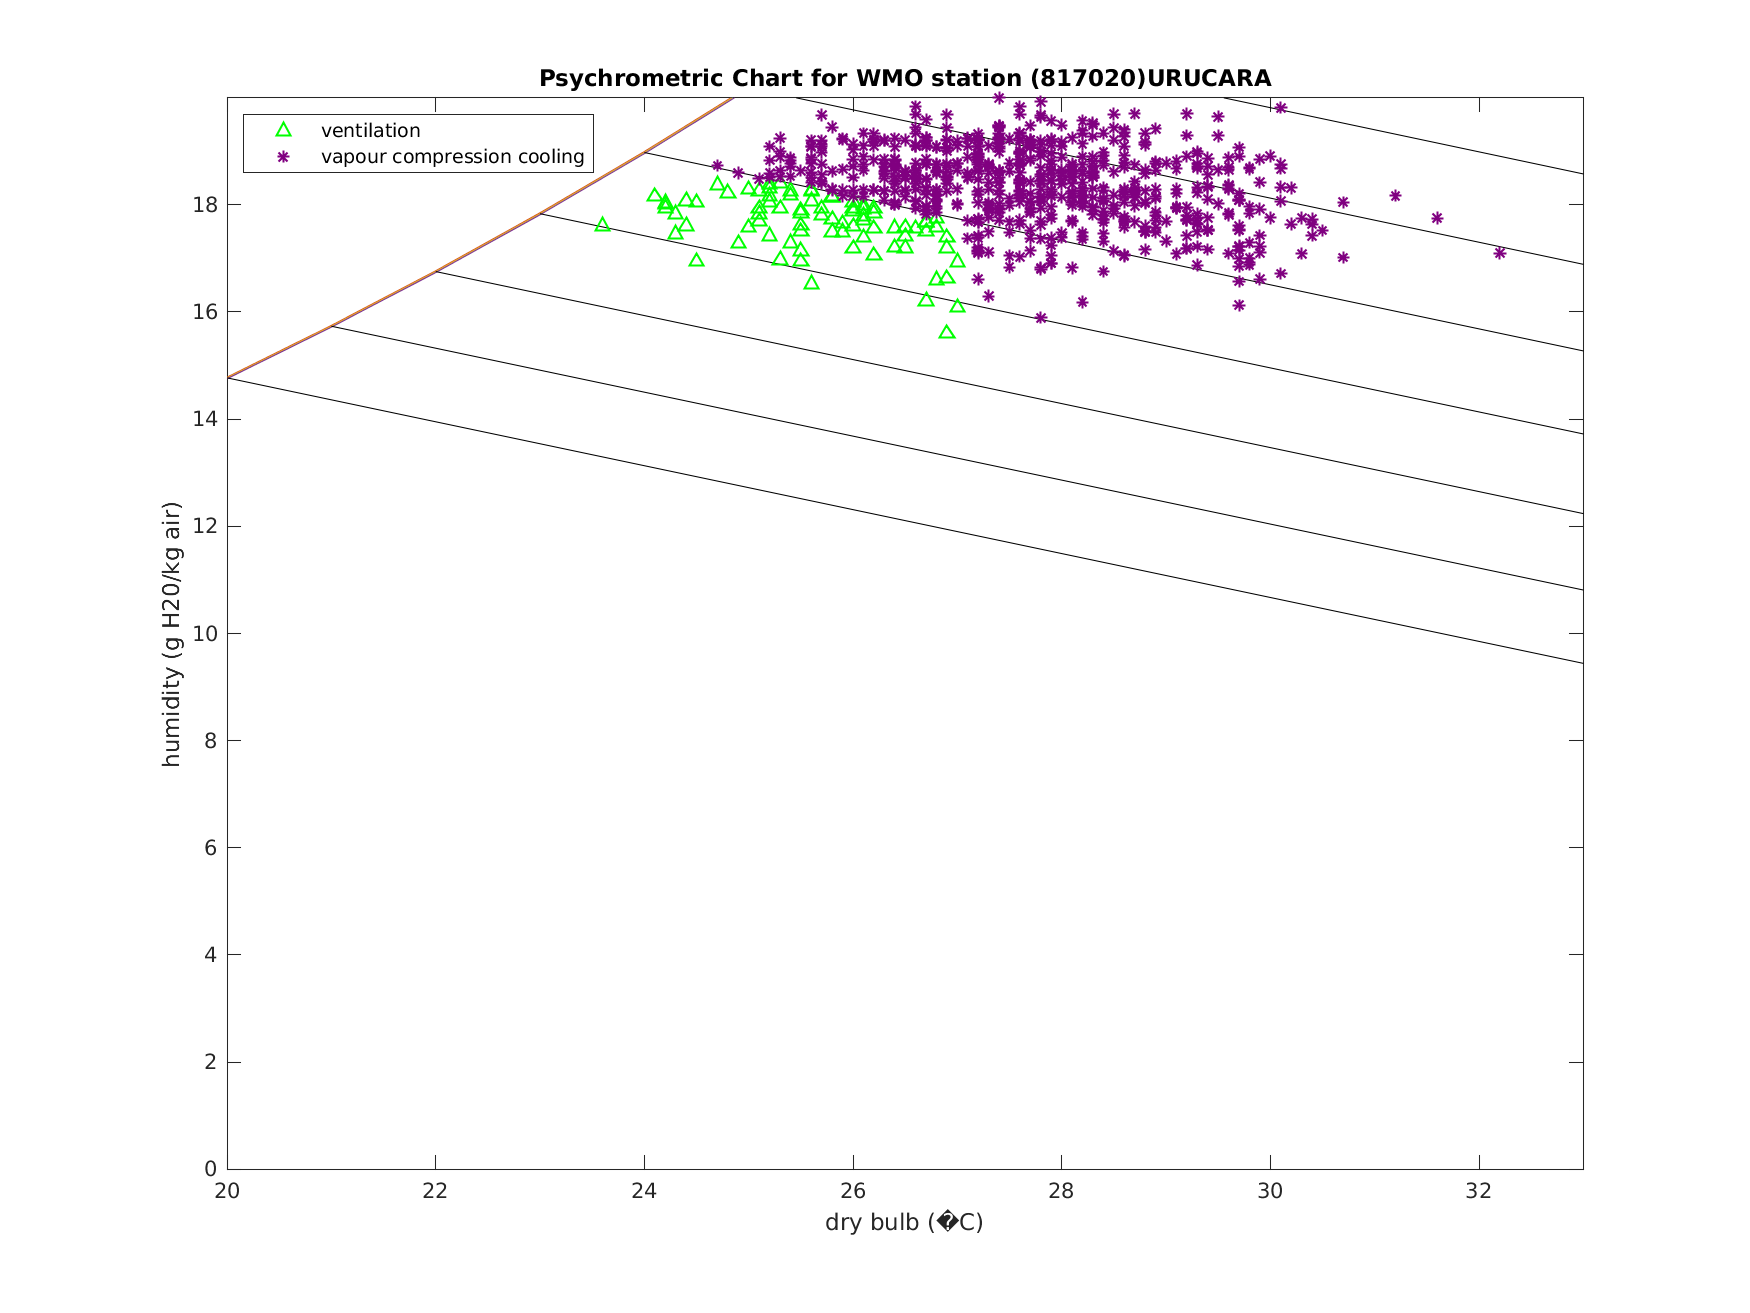 Psychrometric Chart for WMO station (817020)URUCARA
ventilation
vapour compression cooling
humidity (g H20/kg air)
18
16
14
12
10
8
6
4
2
0
20 22 24 26 28 30 32
dry bulb (�C)